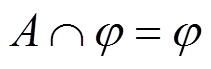 A ∩ φ = φ